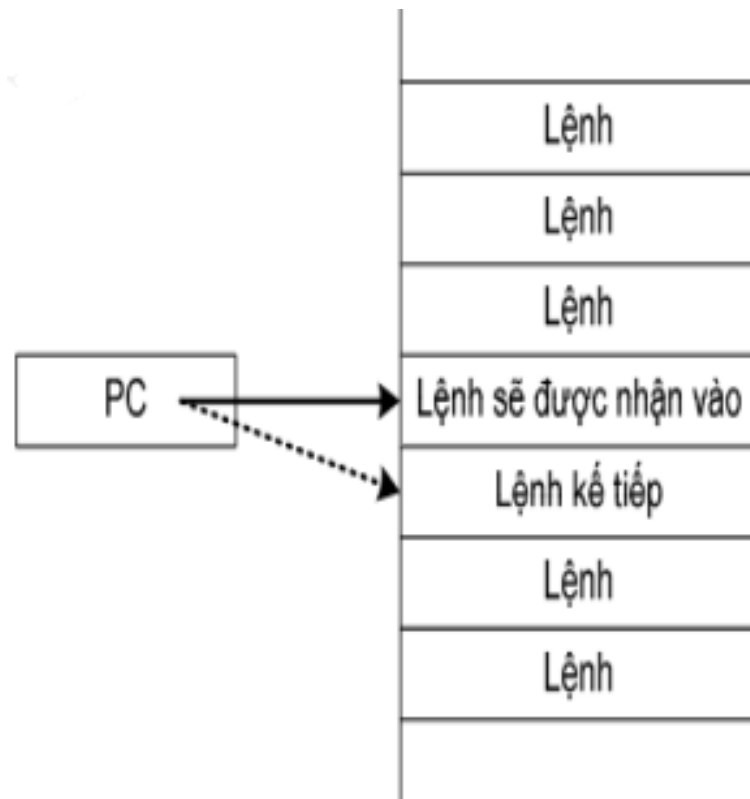 Lệnh
Lệnh
Lệnh
PC
Lệnh sẽ được nhận vào
Lệnh kế tiếp
Lệnh
Lệnh